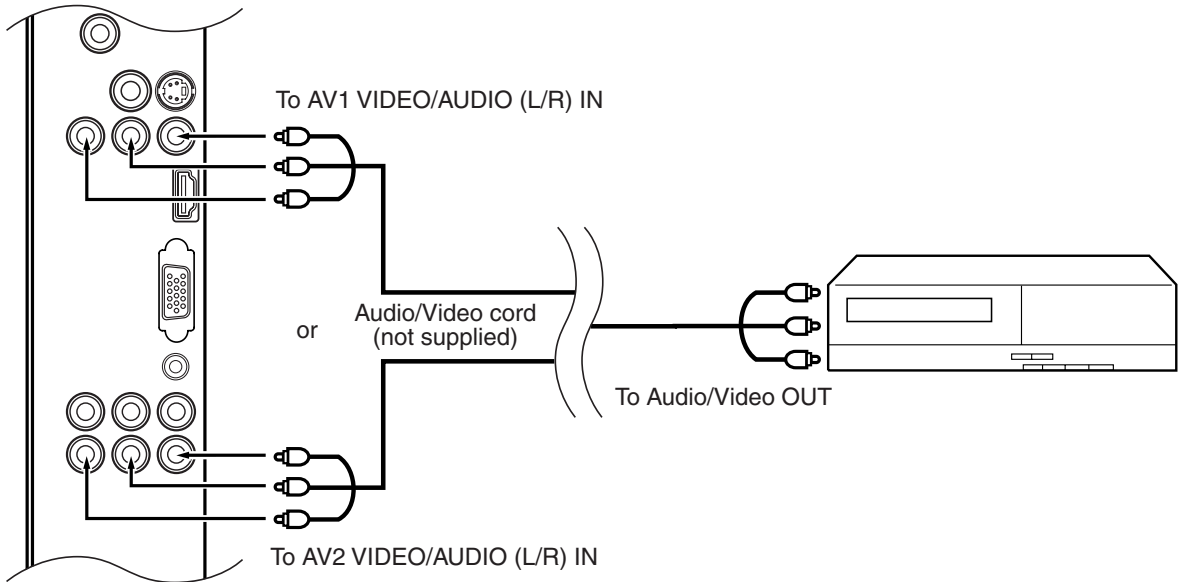 To AV1 VIDEO/AUDIO (L/R) IN
or
Audio/Video cord
(not supplied)
To Audio/Video OUT
To AV2 VIDEO/AUDIO (L/R) IN